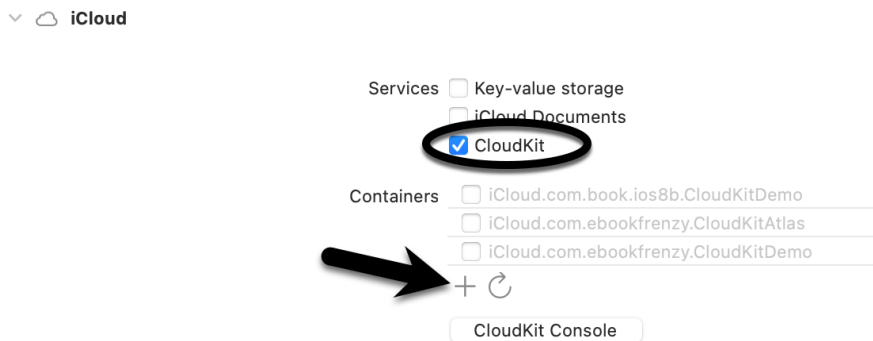 iCloud
Services Key-value storage
iCloud Documents
CloudKit
Containers iCloud.com.book.ios8b.CloudKitDemo
iCloud.com.ebookfrenzy.CloudKitAtlas
iCloud.com.ebookfrenzy.CloudKitDemo
CloudKit Console